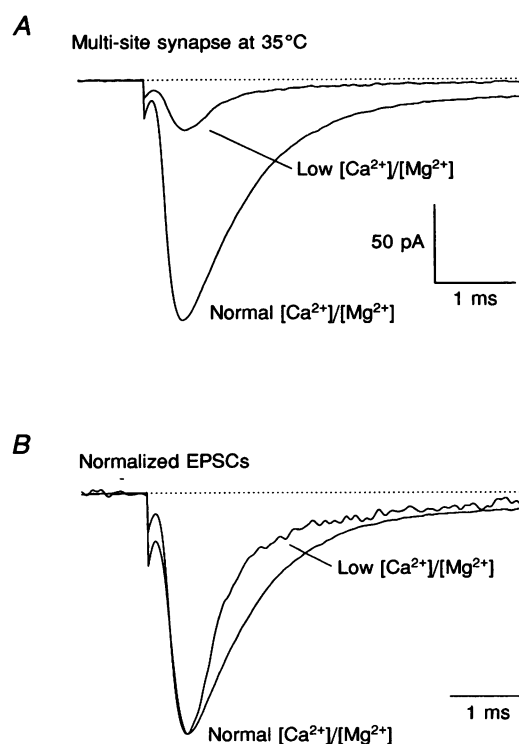 A
Multi-site synapse at 35°C
Low [Ca²⁺]/[Mg²⁺]
50 pA
1 ms
Normal [Ca²⁺]/[Mg²⁺]
B
Normalized EPSCs
Low [Ca²⁺]/[Mg²⁺]
1 ms
Normal [Ca²⁺]/[Mg²⁺]